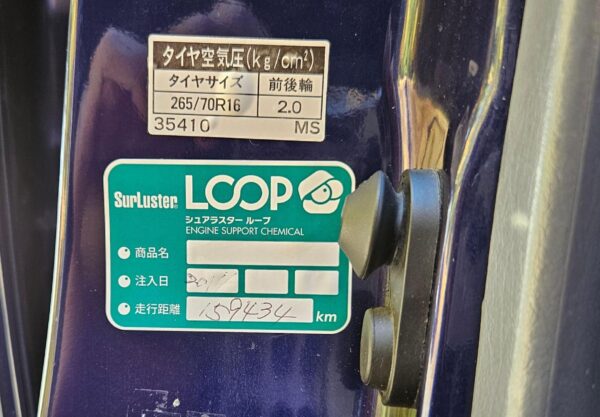 タイヤ空気圧(kg/cm²)
タイヤサイズ 前後輪
265/70R16 2.0
35410 MS
SurLuster® LOOP
シュアラスター ループ
ENGINE SUPPORT CHEMICAL
商品名
注入日
走行距離 159434 km